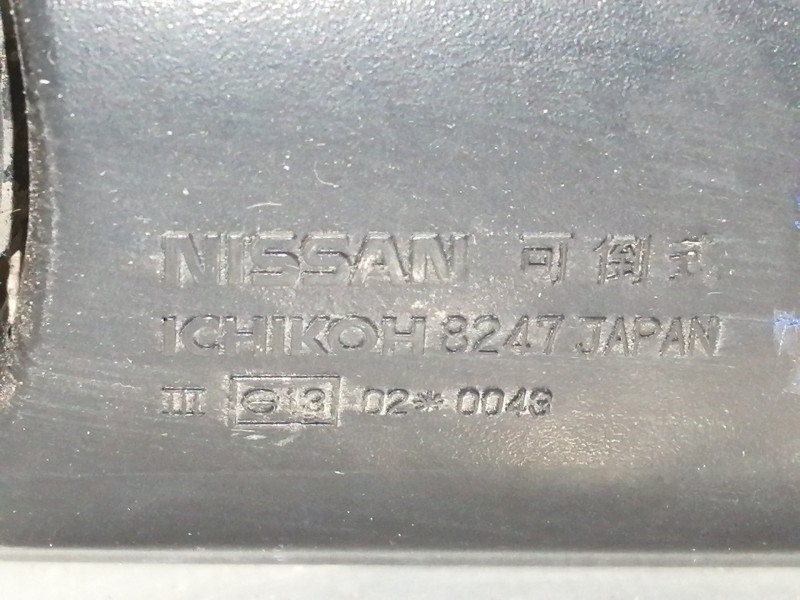 NISSAN 可倒式
ICHIKOH 8247 JAPAN
III e13 02* 0043